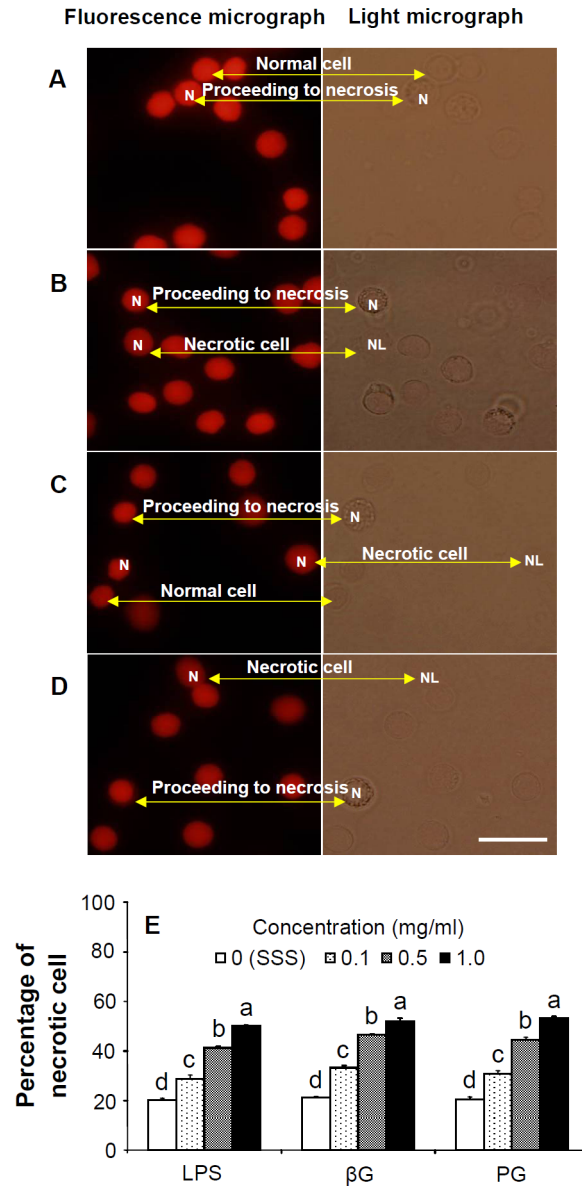 Fluorescence micrograph Light micrograph
A
Normal cell
N Proceeding to necrosis N
B
N Proceeding to necrosis N
N Necrotic cell NL
C
Proceeding to necrosis N
N N Necrotic cell NL
Normal cell
D
N Necrotic cell NL
Proceeding to necrosis N
E
Concentration (mg/ml)
0 (SSS) 0.1 0.5 1.0
Percentage of
necrotic cell
100
80
60
40
20
0
d c b a
d c b a
d c b a
LPS βG PG